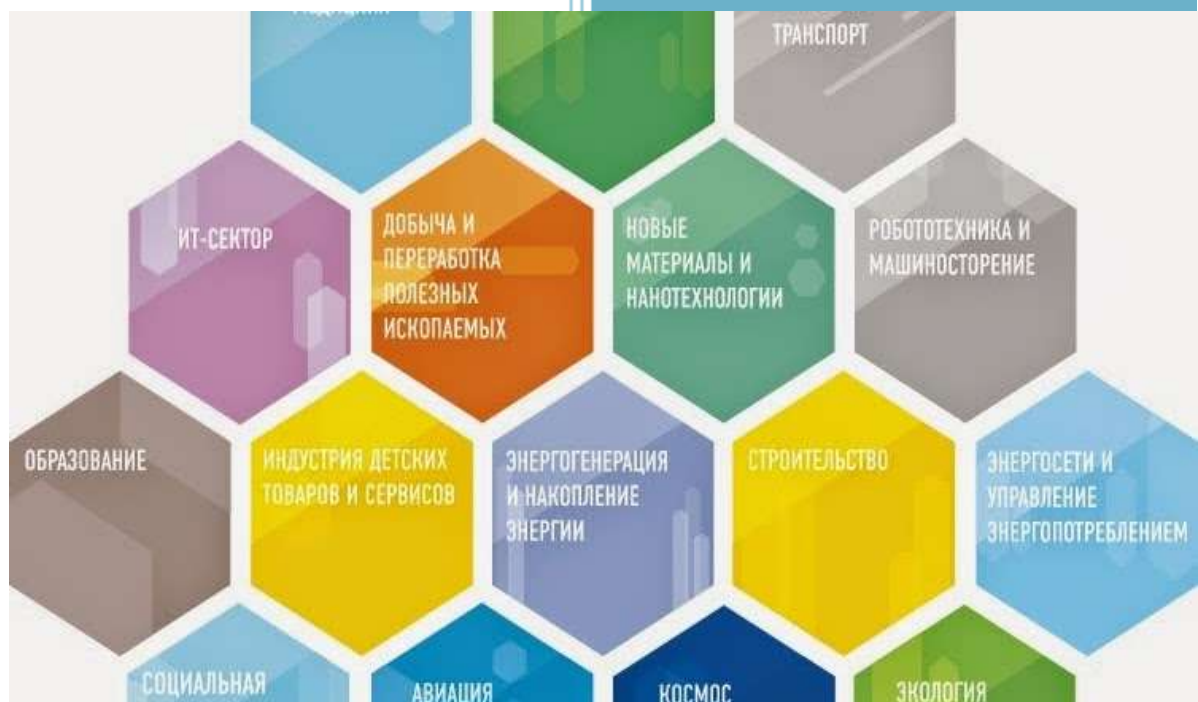 ТРАНСПОРТ
ИТ-СЕКТОР
ДОБЫЧА И
ПЕРЕРАБОТКА
ПОЛЕЗНЫХ
ИСКОПАЕМЫХ
НОВЫЕ
МАТЕРИАЛЫ И
НАНОТЕХНОЛОГИИ
РОБОТОТЕХНИКА И
МАШИНОСТОРЕНИЕ
ОБРАЗОВАНИЕ
ИНДУСТРИЯ ДЕТСКИХ
ТОВАРОВ И СЕРВИСОВ
ЭНЕРГОГЕНЕРАЦИЯ
И НАКОПЛЕНИЕ
ЭНЕРГИИ
СТРОИТЕЛЬСТВО
ЭНЕРГОСЕТИ И
УПРАВЛЕНИЕ
ЭНЕРГОПОТРЕБЛЕНИЕМ
СОЦИАЛЬНАЯ
АВИАЦИЯ
КОСМОС
ЭКОЛОГИЯ